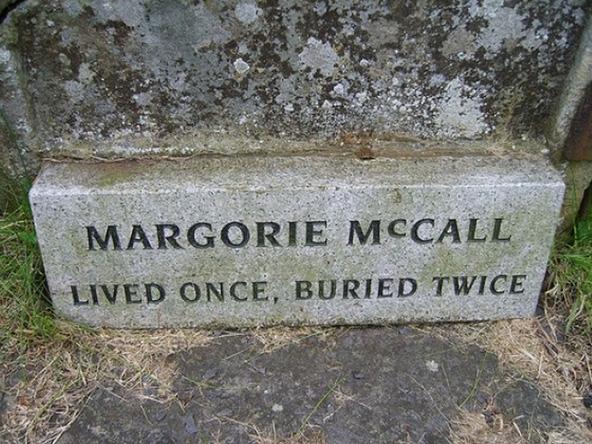 MARGORIE McCALL
LIVED ONCE, BURIED TWICE